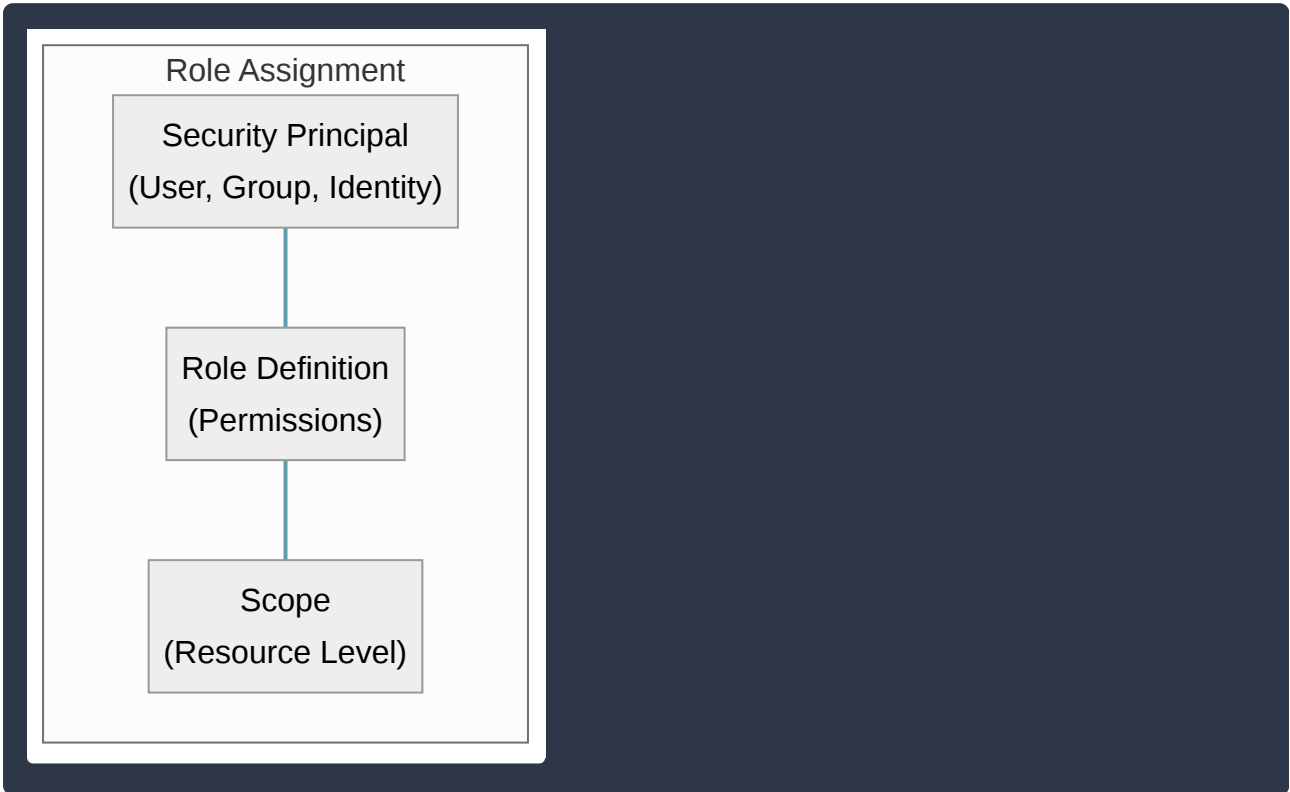 Role Assignment
Security Principal
(User, Group, Identity)
Role Definition
(Permissions)
Scope
(Resource Level)